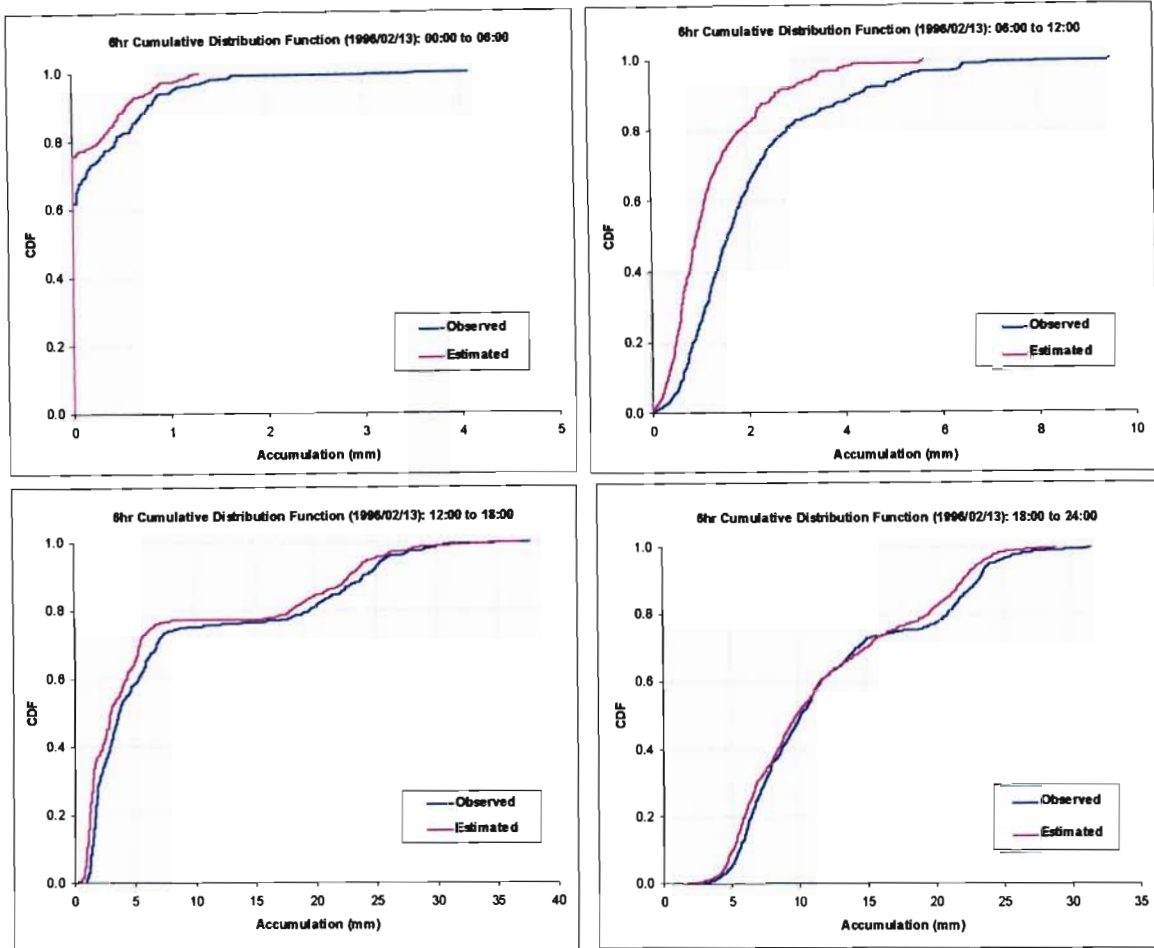 6hr Cumulative Distribution Function (1996/02/13): 00:00 to 06:00
1.0
0.8
0.6
CDF
0.4
0.2
0.0
Observed
Estimated
0 1 2 3 4 5
Accumulation (mm)
6hr Cumulative Distribution Function (1996/02/13): 06:00 to 12:00
1.0
0.8
0.6
CDF
0.4
0.2
0.0
Observed
Estimated
0 2 4 6 8 10
Accumulation (mm)
6hr Cumulative Distribution Function (1996/02/13): 12:00 to 18:00
1.0
0.8
0.6
CDF
0.4
0.2
0.0
Observed
Estimated
0 5 10 15 20 25 30 35 40
Accumulation (mm)
6hr Cumulative Distribution Function (1996/02/13): 18:00 to 24:00
1.0
0.8
0.6
CDF
0.4
0.2
0.0
Observed
Estimated
0 5 10 15 20 25 30 35
Accumulation (mm)